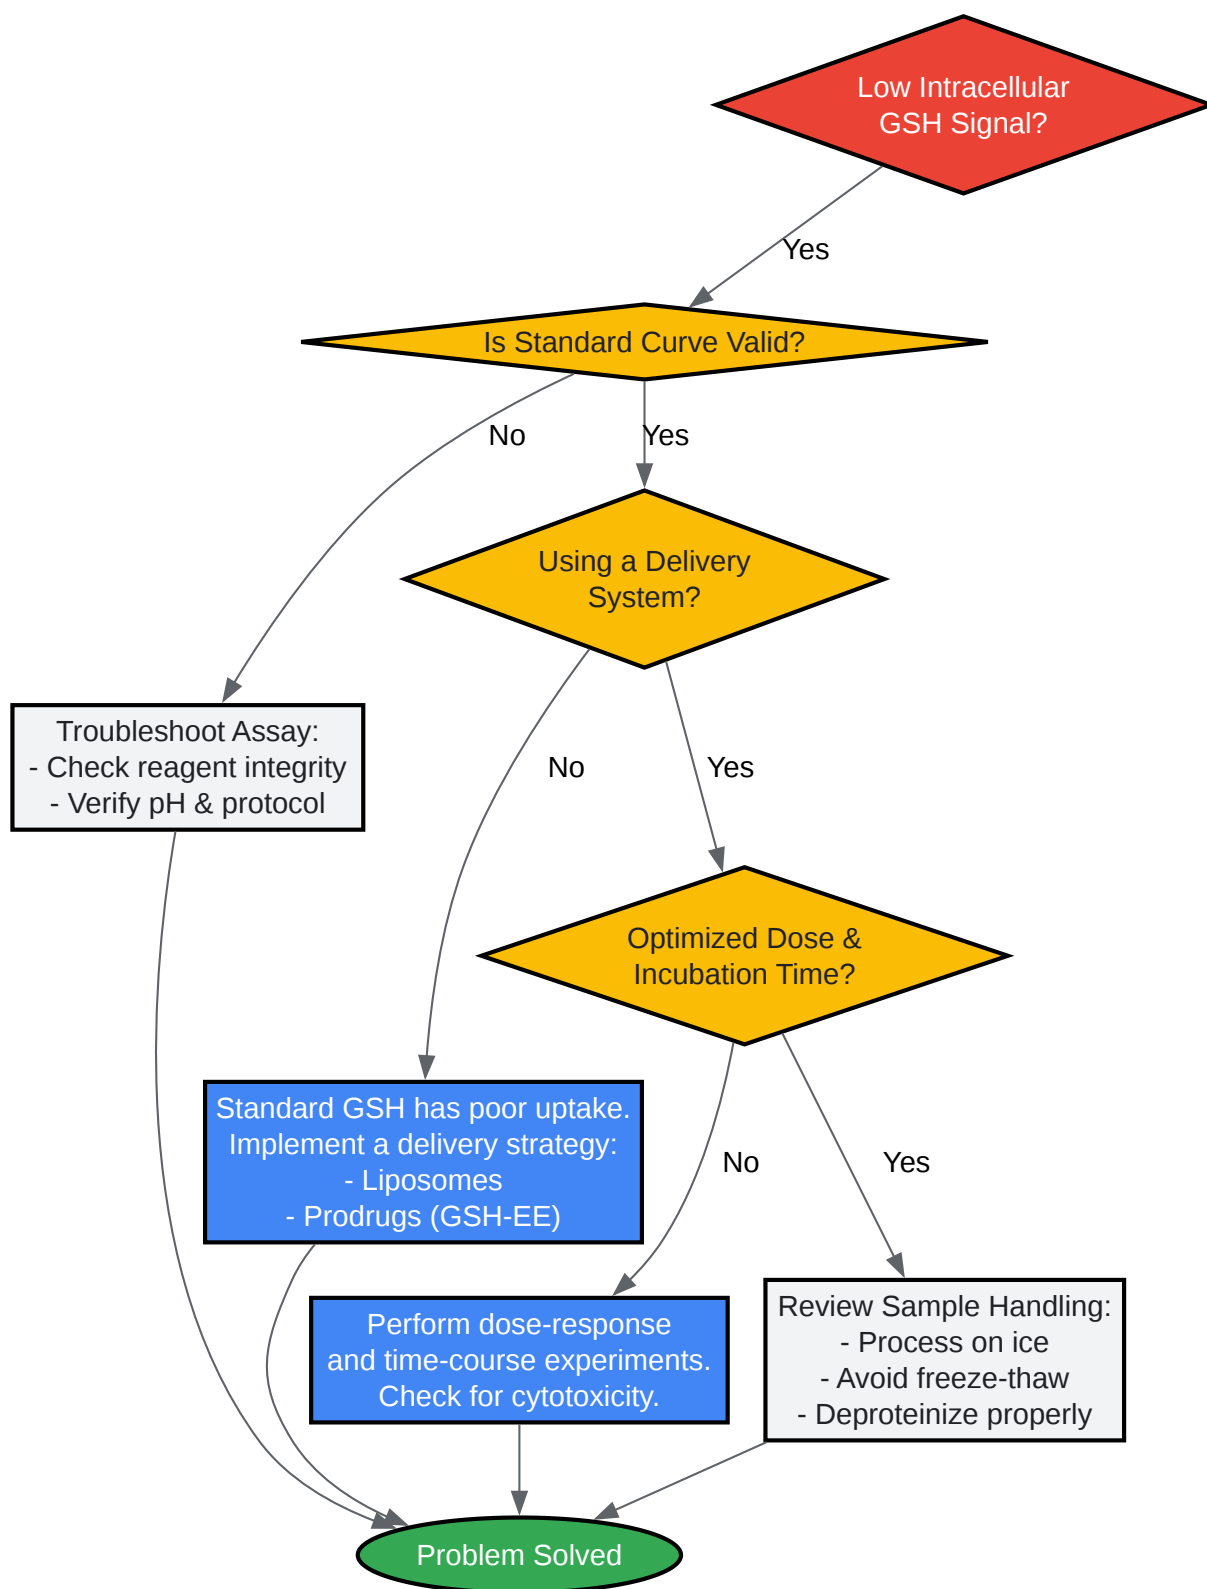 Low Intracellular
GSH Signal?
Yes
Is Standard Curve Valid?
No
Yes
Using a Delivery
System?
Troubleshoot Assay:
- Check reagent integrity
- Verify pH & protocol
No
Yes
Optimized Dose &
Incubation Time?
Standard GSH has poor uptake.
Implement a delivery strategy:
- Liposomes
- Prodrugs (GSH-EE)
No
Yes
Perform dose-response
and time-course experiments.
Check for cytotoxicity.
Review Sample Handling:
- Process on ice
- Avoid freeze-thaw
- Deproteinize properly
Problem Solved